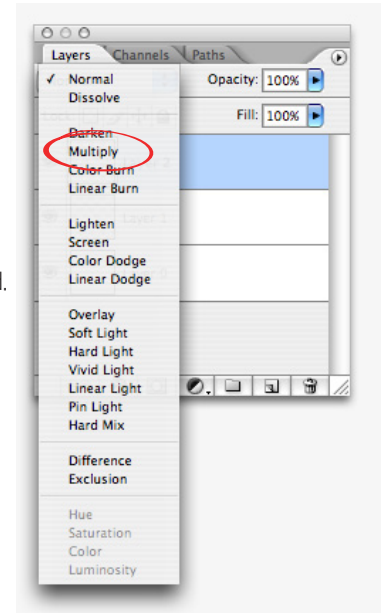 Layers Channels Paths
✓ Normal Opacity: 100%
Dissolve
Fill: 100%
Darken
Multiply
Color Burn
Linear Burn
Lighten
Screen
Color Dodge
l.
Linear Dodge
Overlay
Soft Light
Hard Light
Vivid Light
Linear Light
Pin Light
Hard Mix
Difference
Exclusion
Hue
Saturation
Color
Luminosity